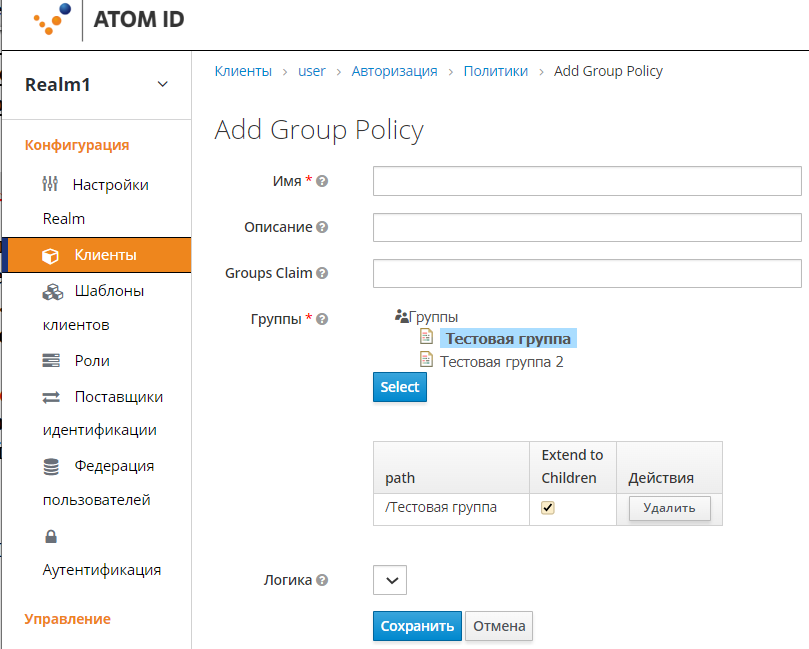 ATOM ID
Realm1
Клиенты › user › Авторизация › Политики › Add Group Policy
Add Group Policy
Конфигурация
Настройки
Realm
Клиенты
Шаблоны
клиентов
Роли
Поставщики
идентификации
Федерация
пользователей
Аутентификация
Управление
Имя *
Описание
Groups Claim
Группы *
Группы
Тестовая группа
Тестовая группа 2
Select
path
Extend to
Children
Действия
/Тестовая группа
Удалить
Логика
Сохранить
Отмена